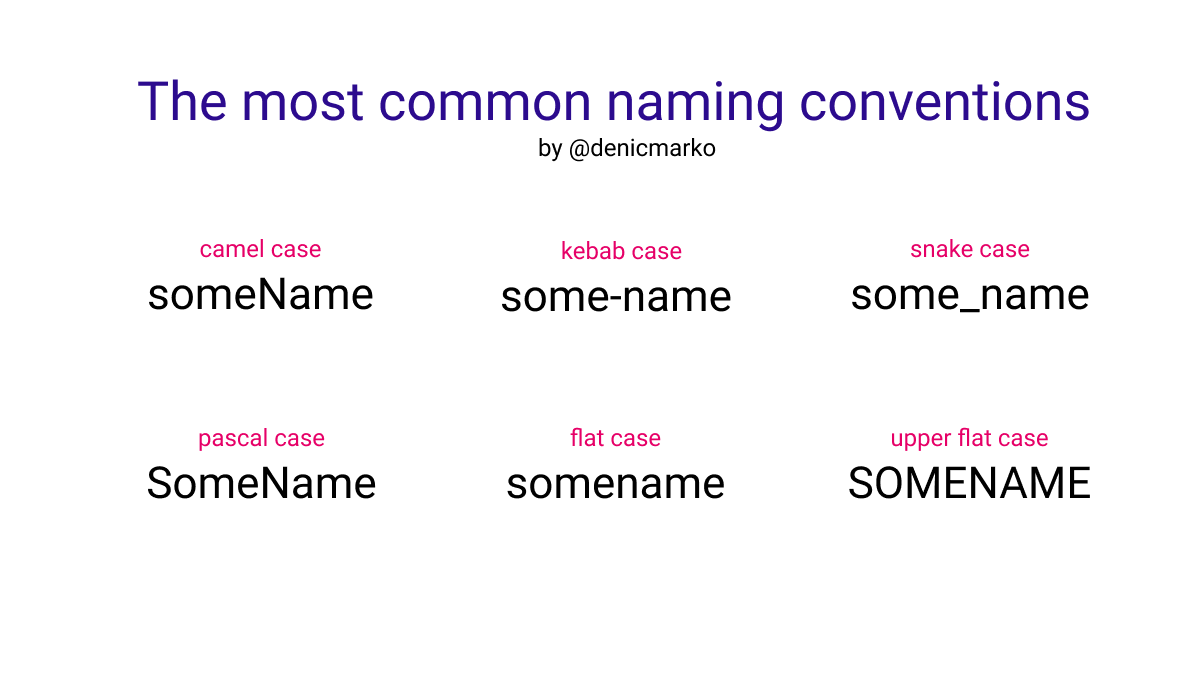 The most common naming conventions
by @denicmarko
camel case
someName
kebab case
some-name
snake case
some_name
pascal case
SomeName
flat case
somename
upper flat case
SOMENAME